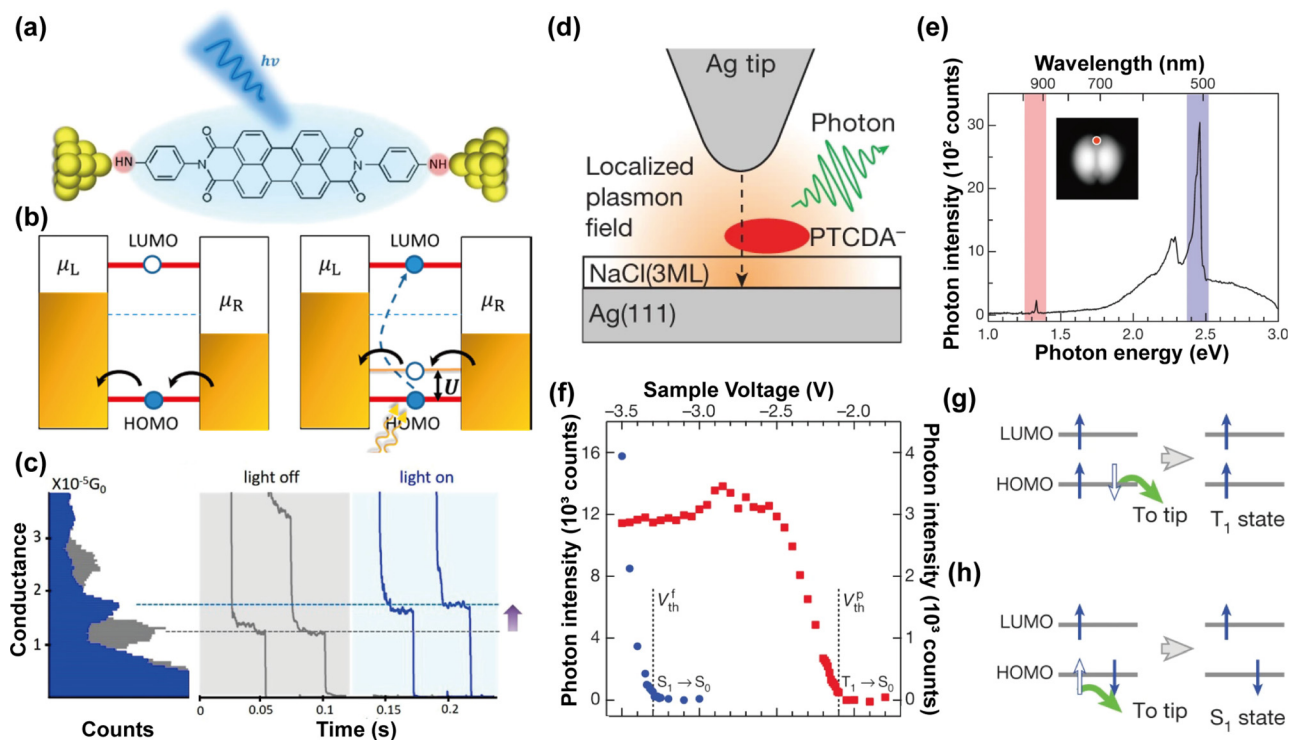 (a)
hν
HN
N
O
O
O
O
N
NH
(b)
LUMO
μL
μR
HOMO
LUMO
μL
μR
U
HOMO
(c)
X10⁻⁵G₀
light off
light on
3
2
1
Conductance
0
0.05
0.1
0.15
0.2
Counts
Time (s)
(d)
Ag tip
Photon
Localized
plasmon
field
PTCDA⁻
NaCl(3ML)
Ag(111)
(e)
Wavelength (nm)
900
700
500
Photon intensity (10² counts)
30
20
10
0
1.0
2.0
2.5
3.0
Photon energy (eV)
(f)
Sample Voltage (V)
−3.5
−3.0
−2.5
−2.0
Photon intensity (10³ counts)
16
12
8
4
0
Photon intensity (10³ counts)
4
3
2
1
0
V_th^f
V_th^p
S₁→S₀
T₁→S₀
(g)
LUMO
HOMO
To tip
T₁ state
(h)
LUMO
HOMO
To tip
S₁ state